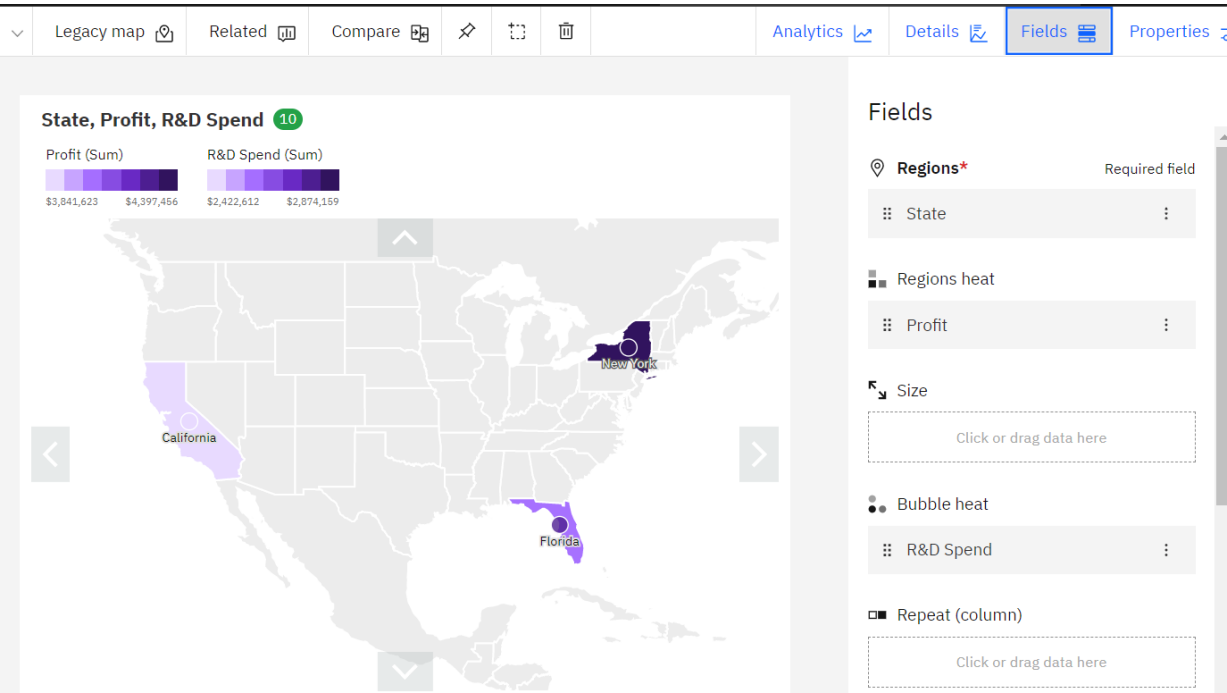 Legacy map
Related
Compare
Analytics
Details
Fields
Properties
State, Profit, R&D Spend 10
Profit (Sum)
R&D Spend (Sum)
$3,841,623 $4,397,456
$2,422,612 $2,874,159
New York
California
Florida
Fields
Regions* Required field
State
Regions heat
Profit
Size
Click or drag data here
Bubble heat
R&D Spend
Repeat (column)
Click or drag data here